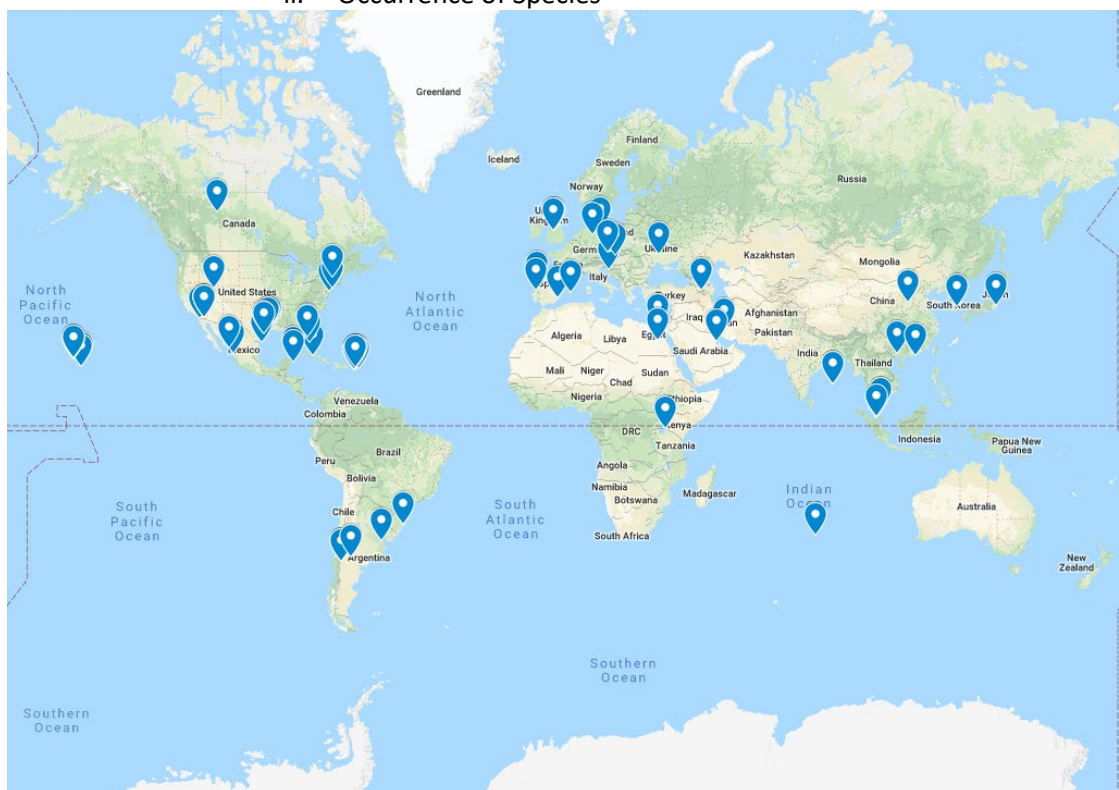 Occurrence of Species
Greenland
Iceland
Finland
Sweden
Norway
Russia
Canada
Kazakhstan
Mongolia
Italy
North
Pacific
Ocean
United States
North
Atlantic
Ocean
Turkey
China
South Korea
Afghanistan
Iraq
Pakistan
Algeria
Libya
Saudi Arabia
India
Mexico
Mali
Niger
Sudan
Thailand
Chad
Nigeria
Ethiopia
Venezuela
Colombia
DRC
Kenya
Indonesia
Papua New
Guinea
Tanzania
Peru
Brazil
Angola
Bolivia
Namibia
Madagascar
Indian
Ocean
Botswana
South
Pacific
Ocean
Chile
South
Atlantic
Ocean
Australia
South Africa
Argentina
New
Zealand
Southern
Ocean
Southern
Ocean